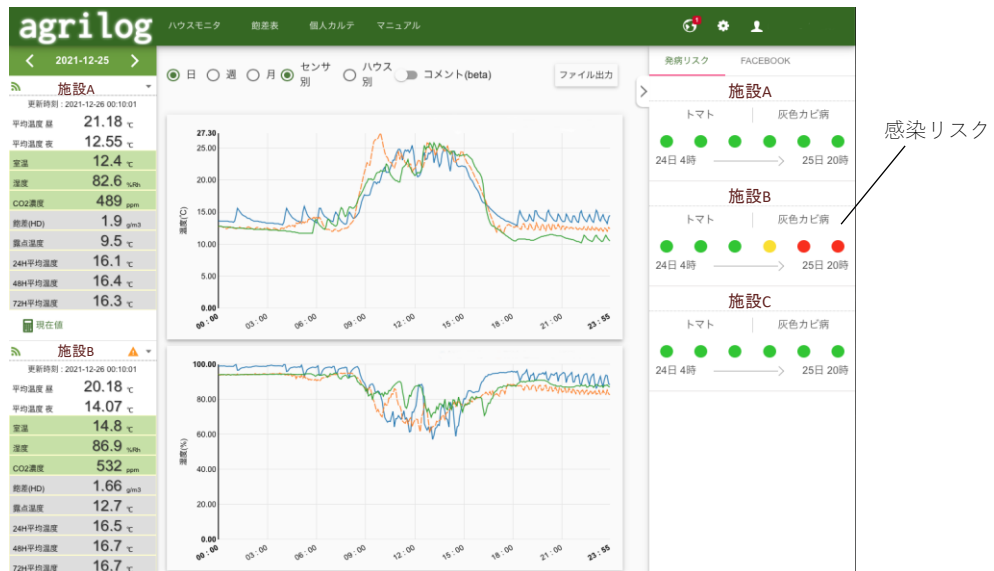 agrilog
ハウスモニタ 飽差表 個人カルテ マニュアル
2021-12-25
施設A
更新時刻 : 2021-12-26 00:10:01
平均温度 昼 21.18 ℃
平均温度 夜 12.55 ℃
室温 12.4 ℃
湿度 82.6 %Rh
CO2濃度 489 ppm
飽差(HD) 1.9 g/m3
露点温度 9.5 ℃
24H平均温度 16.1 ℃
48H平均温度 16.4 ℃
72H平均温度 16.3 ℃
現在値
施設B
更新時刻 : 2021-12-26 00:10:01
平均温度 昼 20.18 ℃
平均温度 夜 14.07 ℃
室温 14.8 ℃
湿度 86.9 %Rh
CO2濃度 532 ppm
飽差(HD) 1.66 g/m3
露点温度 12.7 ℃
24H平均温度 16.5 ℃
48H平均温度 16.7 ℃
72H平均温度 16.7 ℃
日 週 月 センサ別 ハウス別 コメント(beta) ファイル出力
27.30
25.00
20.00
15.00
10.00
5.00
0.00
温度(℃)
00:00 03:00 06:00 09:00 12:00 15:00 18:00 21:00 23:55
100.00
80.00
60.00
40.00
20.00
0.00
湿度(%)
00:00 03:00 06:00 09:00 12:00 15:00 18:00 21:00 23:55
発病リスク FACEBOOK
施設A
トマト 灰色カビ病
24日 4時 25日 20時
施設B
トマト 灰色カビ病
24日 4時 25日 20時
施設C
トマト 灰色カビ病
24日 4時 25日 20時
感染リスク